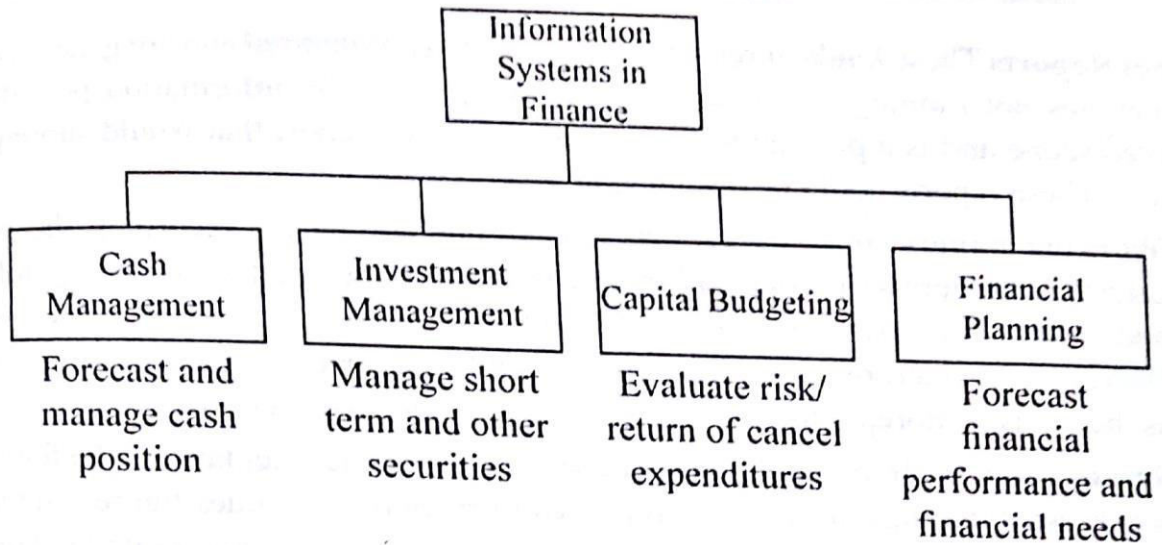 Information
Systems in
Finance
Cash
Management
Investment
Management
Capital Budgeting
Financial
Planning
Forecast and
manage cash
position
Manage short
term and other
securities
Evaluate risk/
return of cancel
expenditures
Forecast
financial
performance and
financial needs